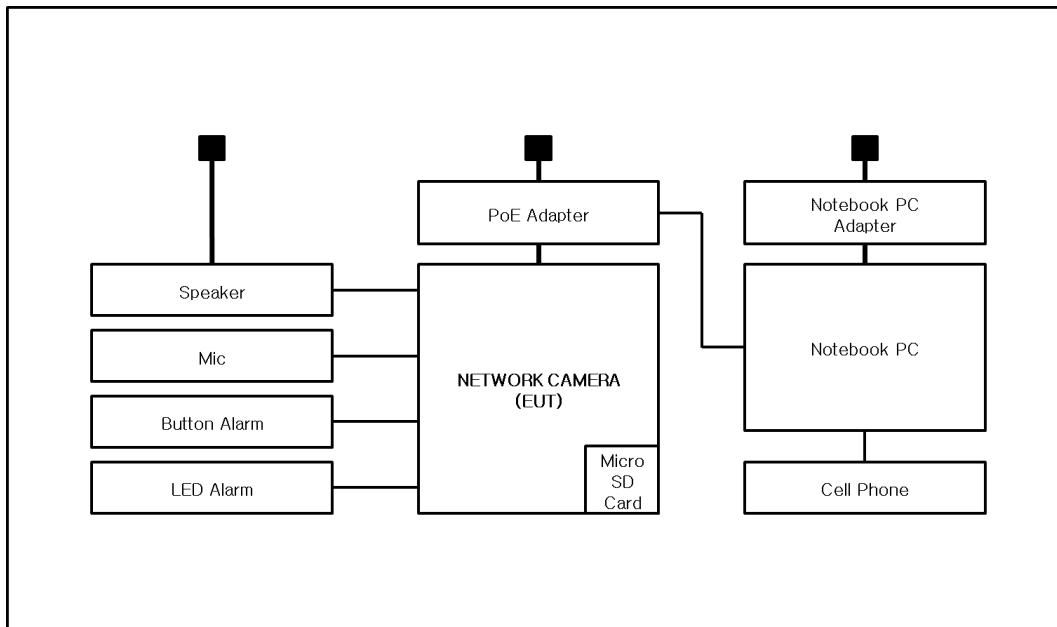 PoE Adapter
Notebook PC
Adapter
Speaker
Mic
Button Alarm
LED Alarm
NETWORK CAMERA
(EUT)
Micro
SD
Card
Notebook PC
Cell Phone